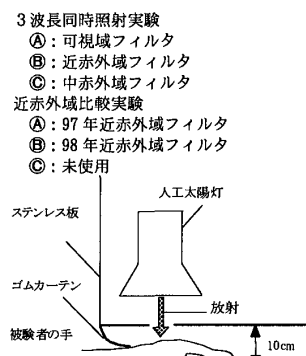 3波長同時照射実験
Ⓐ：可視域フィルタ
Ⓑ：近赤外域フィルタ
Ⓒ：中赤外域フィルタ
近赤外域比較実験
Ⓐ：97年近赤外域フィルタ
Ⓑ：98年近赤外域フィルタ
Ⓒ：未使用
人工太陽灯
ステンレス板
ゴムカーテン
放射
被験者の手
10cm